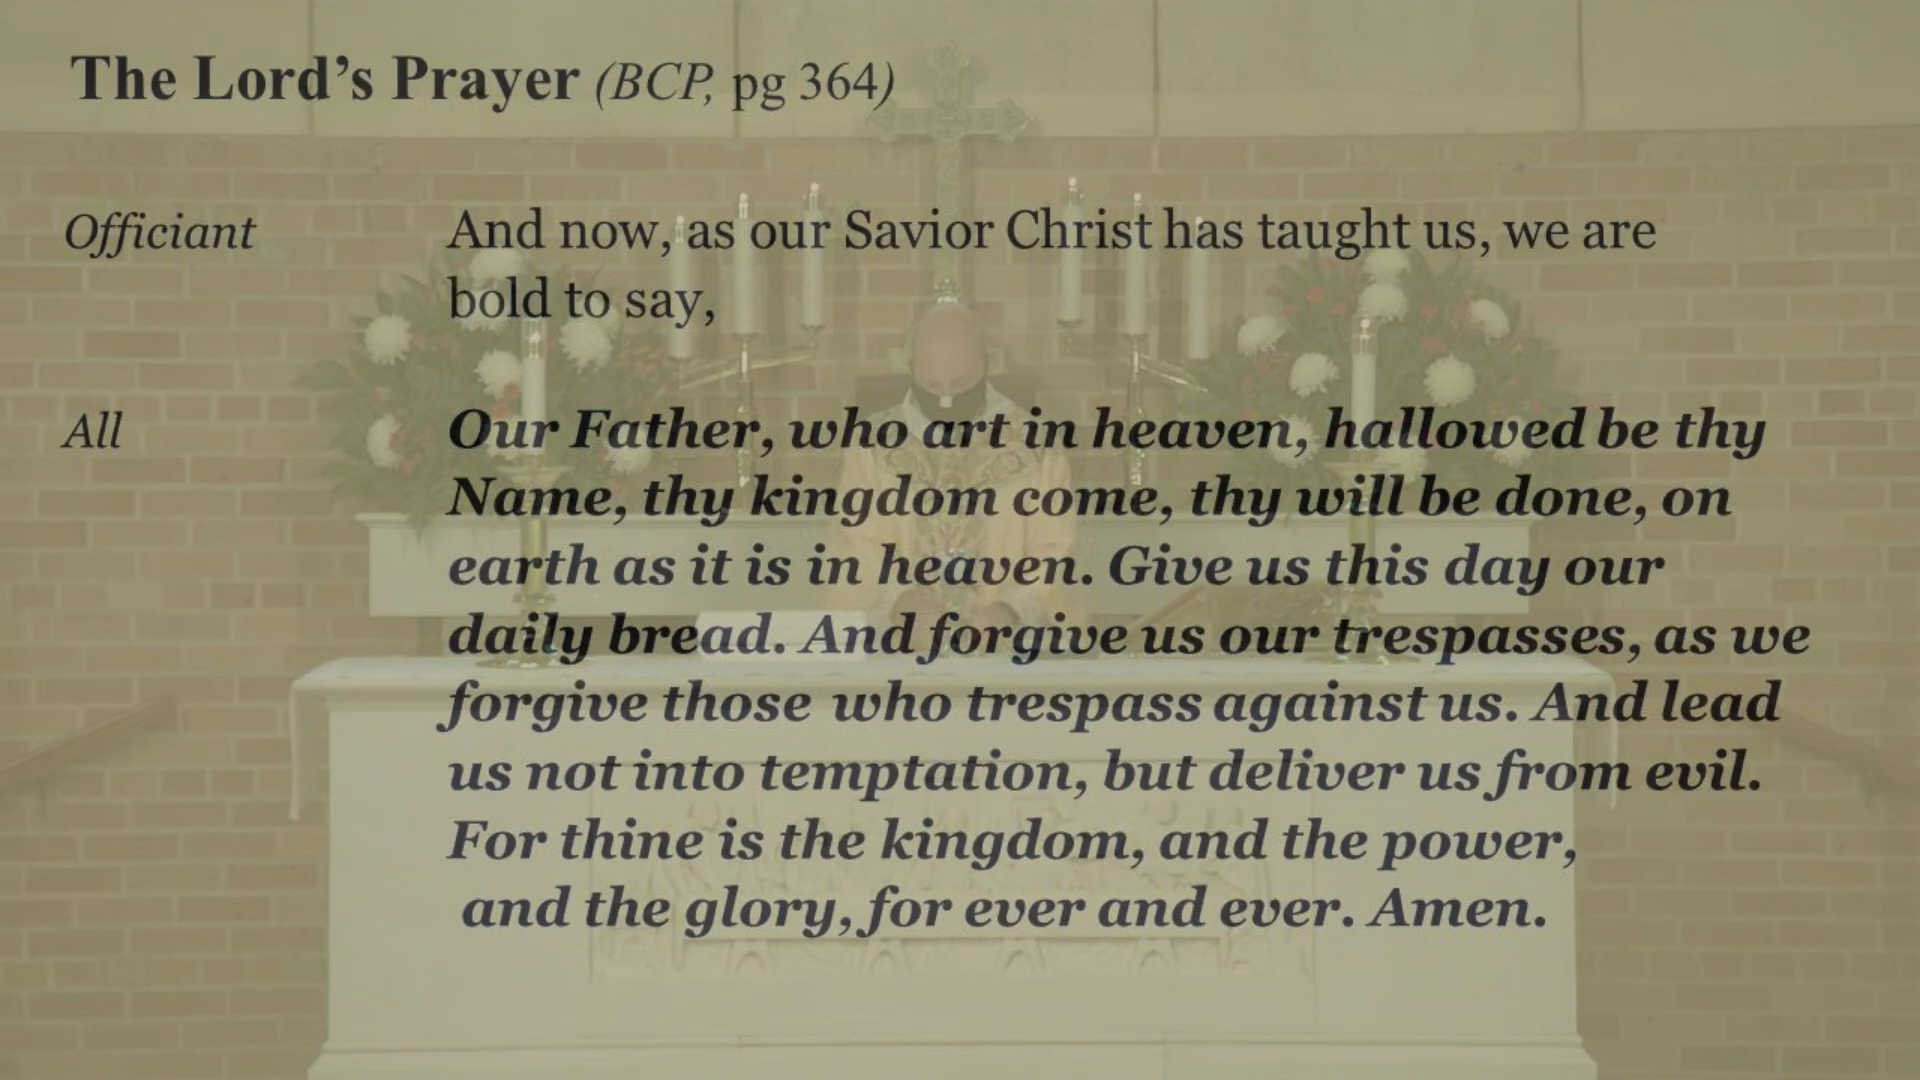 The Lord’s Prayer (BCP, pg 364)
Officiant And now, as our Savior Christ has taught us, we are
bold to say,
All Our Father, who art in heaven, hallowed be thy
Name, thy kingdom come, thy will be done, on
earth as it is in heaven. Give us this day our
daily bread. And forgive us our trespasses, as we
forgive those who trespass against us. And lead
us not into temptation, but deliver us from evil.
For thine is the kingdom, and the power,
and the glory, for ever and ever. Amen.